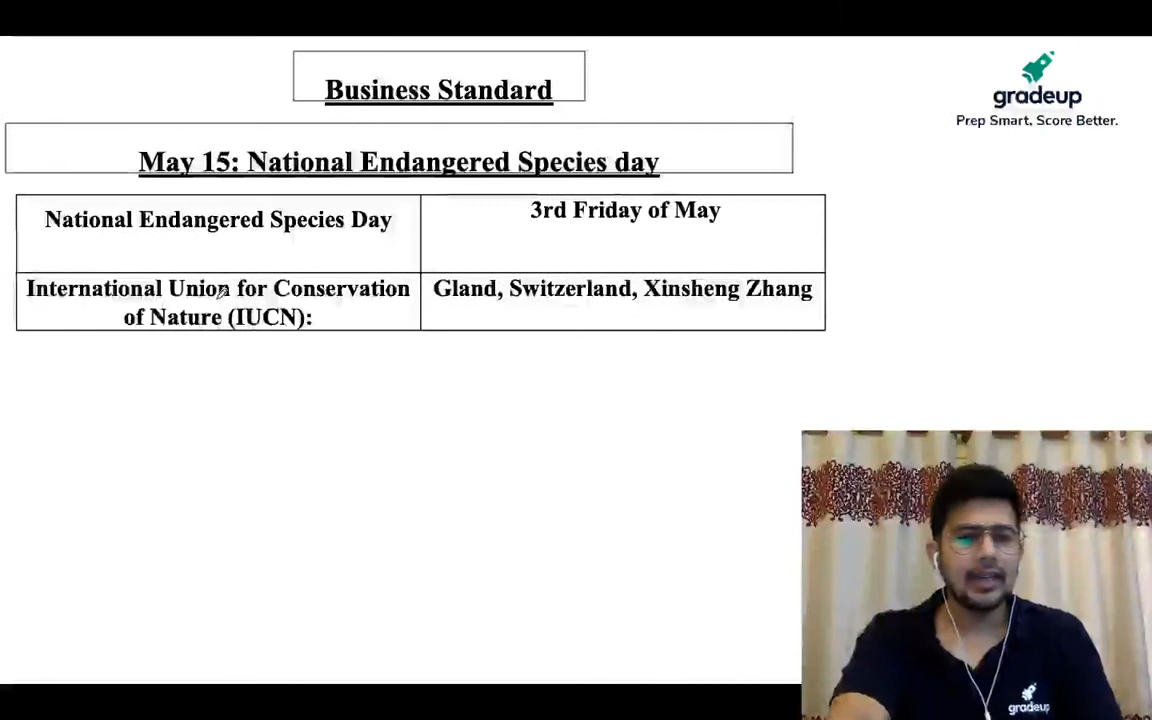 Business Standard
gradeup
Prep Smart. Score Better.
May 15: National Endangered Species day
National Endangered Species Day
3rd Friday of May
International Union for Conservation
of Nature (IUCN):
Gland, Switzerland, Xinsheng Zhang
gradeup